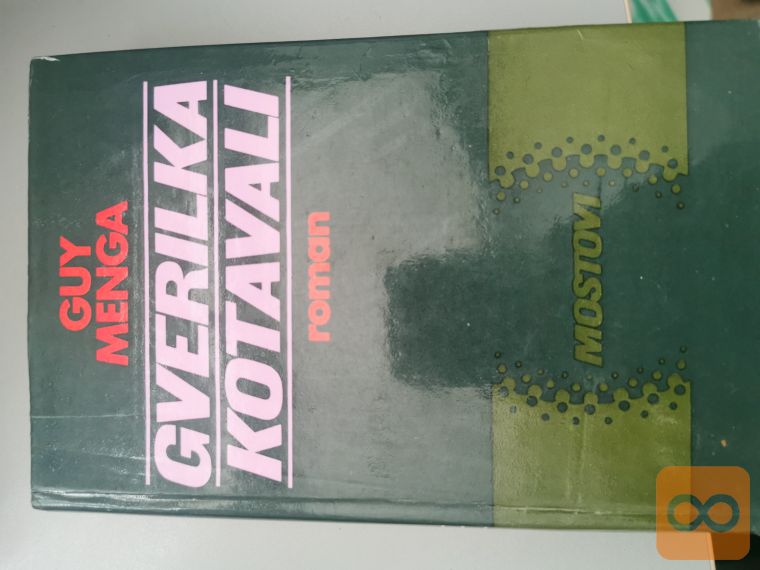 GUY
MENGA
GVERILKA
KOTAVALI
roman
MOSTOVI